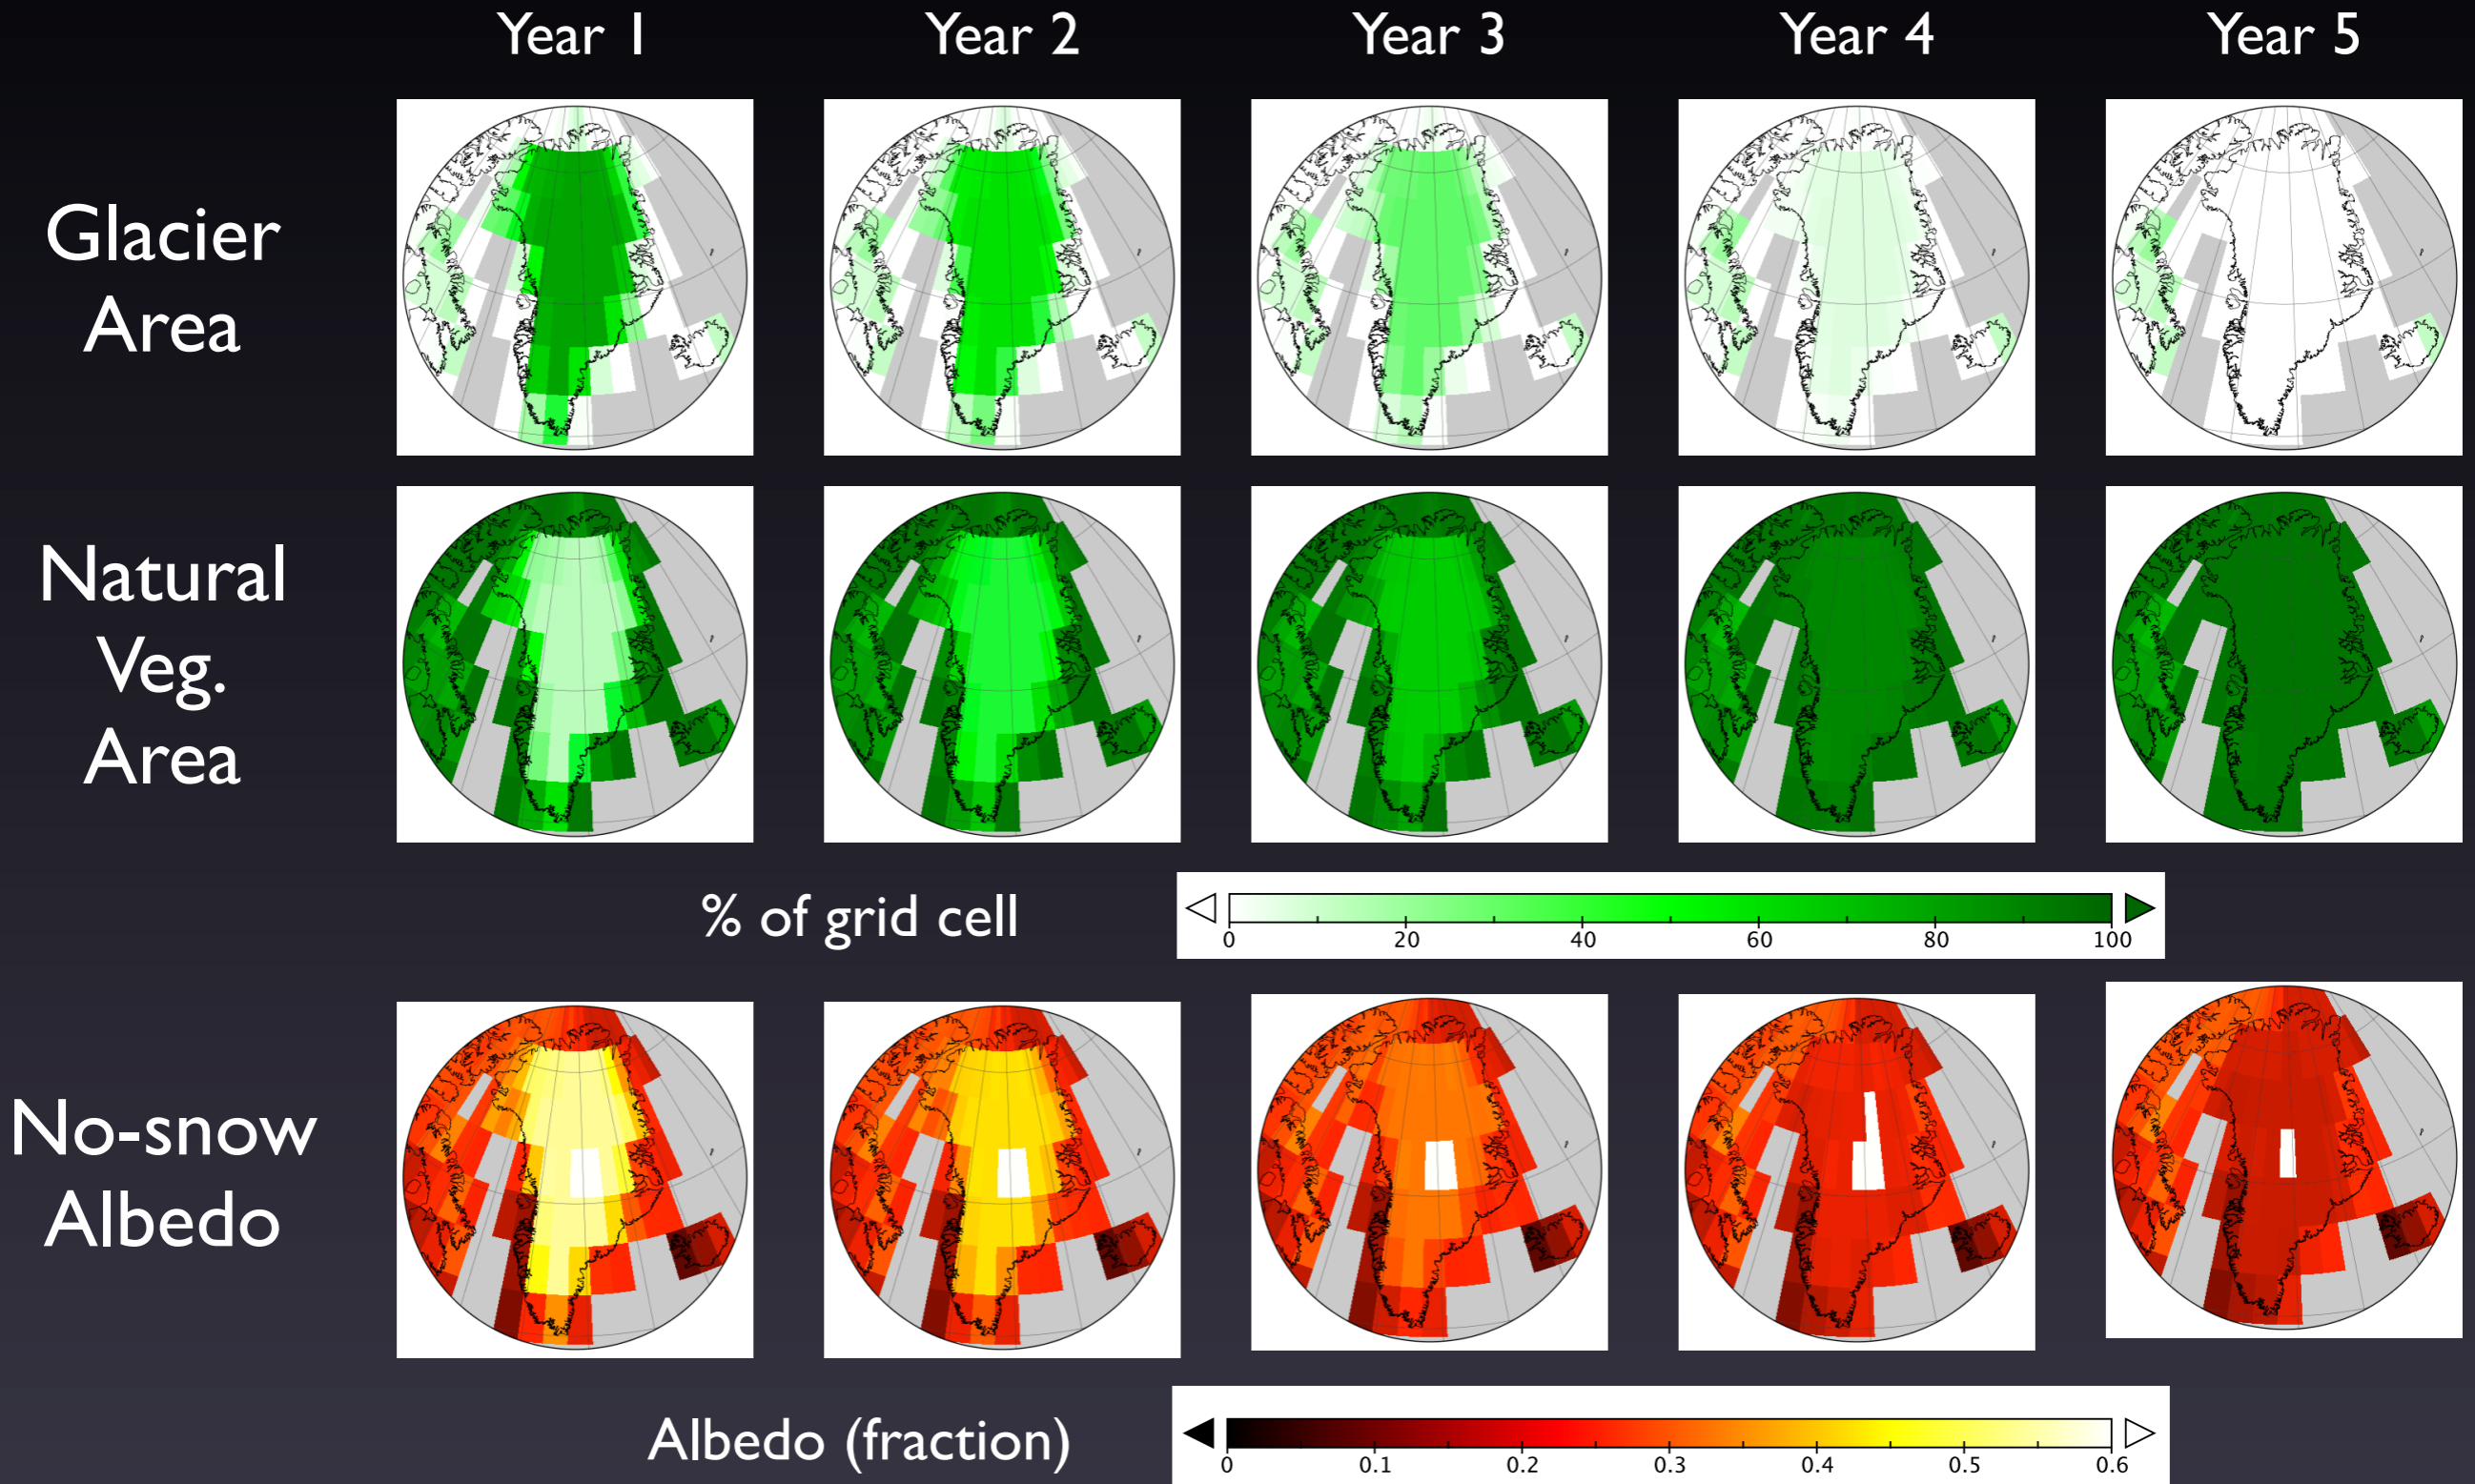 Year 1 Year 2 Year 3 Year 4 Year 5
Glacier
Area
Natural
Veg.
Area
% of grid cell
0 20 40 60 80 100
No-snow
Albedo
Albedo (fraction)
0 0.1 0.2 0.3 0.4 0.5 0.6